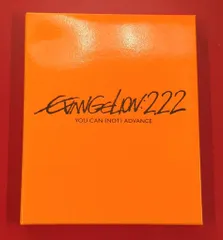 EVANGELION:2.22
YOU CAN (NOT) ADVANCE.